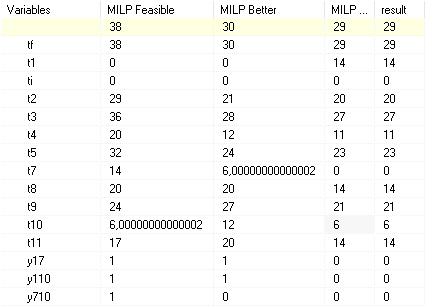 Variables MILP Feasible MILP Better MILP ... result
38 30 29 29
tf 38 30 29 29
t1 0 0 14 14
ti 0 0 0 0
t2 29 21 20 20
t3 36 28 27 27
t4 20 12 11 11
t5 32 24 23 23
t7 14 6,00000000000002 0 0
t8 20 20 14 14
t9 24 27 21 21
t10 6,00000000000002 12 6 6
t11 17 20 14 14
y17 1 1 0 0
y110 1 1 0 0
y710 1 0 0 0